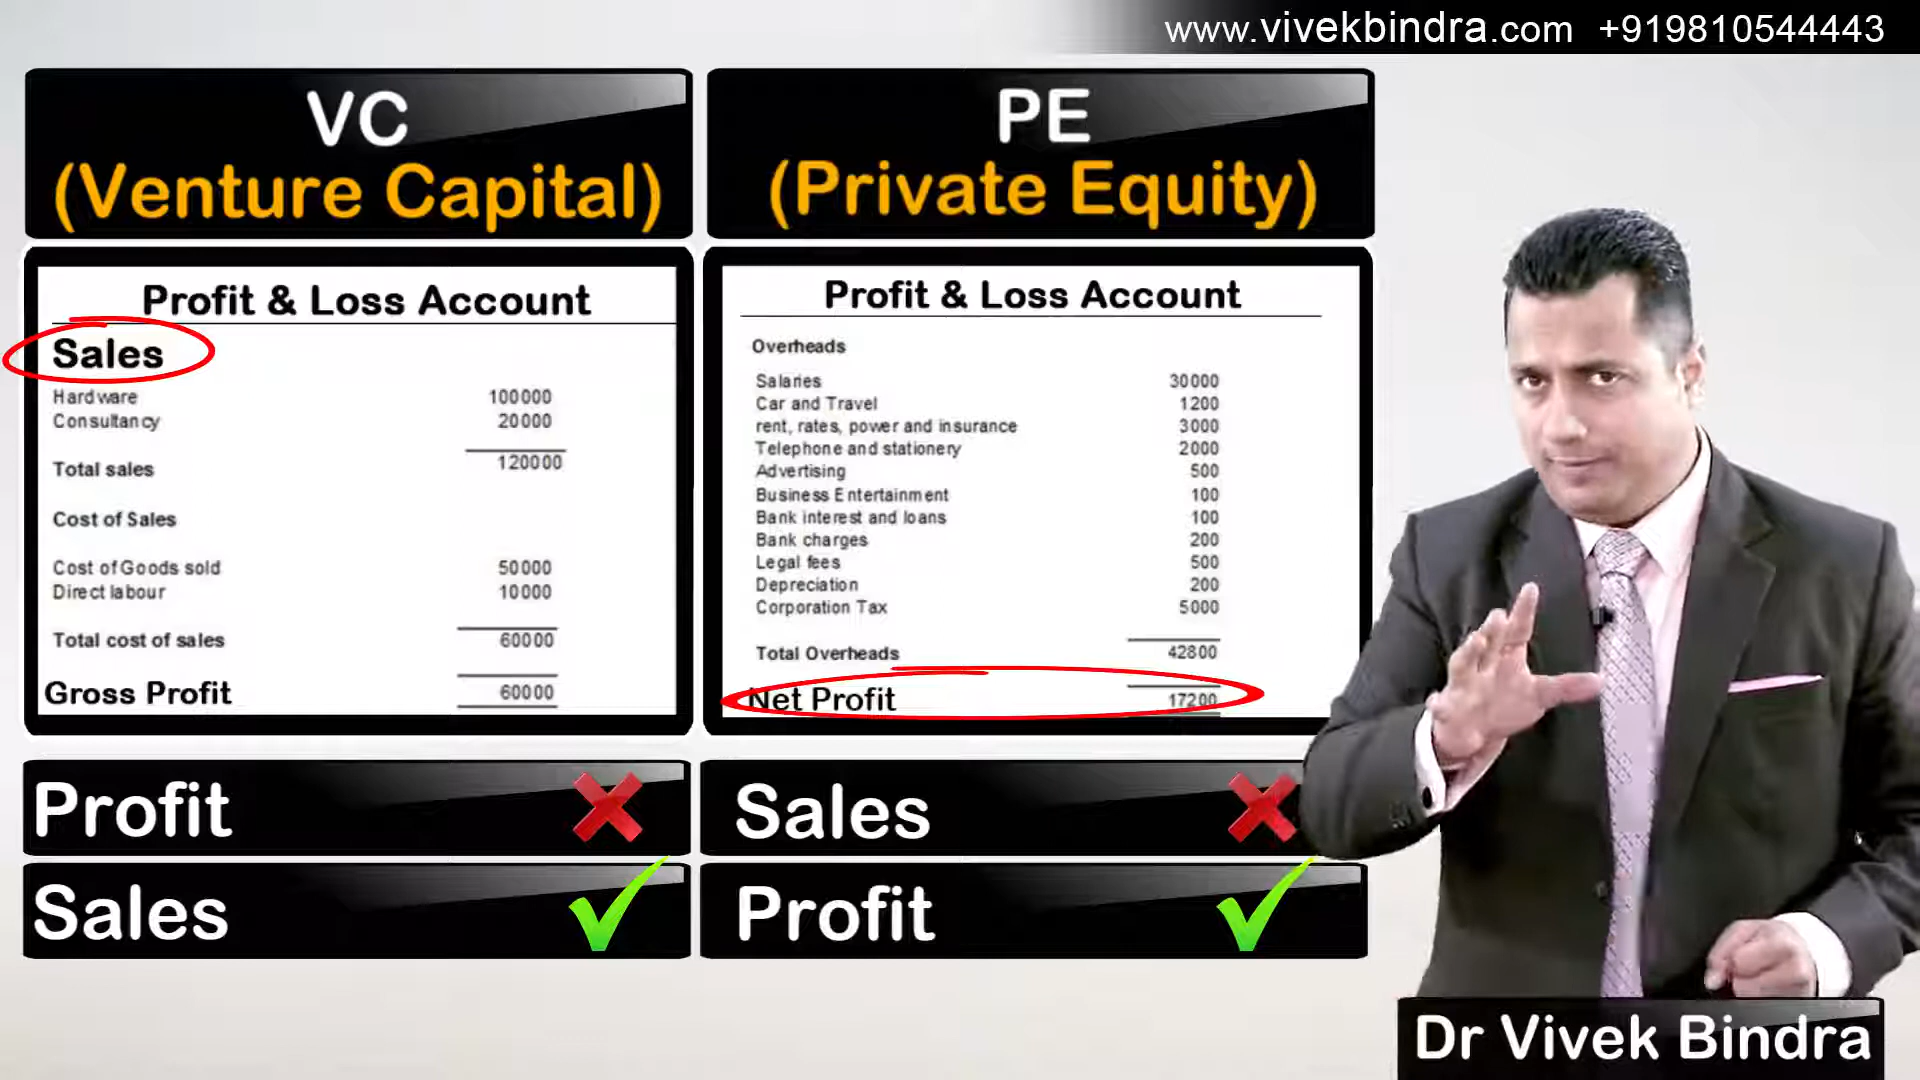 www.vivekbindra.com +919810544443
VC
(Venture Capital)
Profit & Loss Account
Sales
Hardware 100000
Consultancy 20000
Total sales 120000
Cost of Sales
Cost of Goods sold 50000
Direct labour 10000
Total cost of sales 60000
Gross Profit 60000
Profit
Sales
PE
(Private Equity)
Profit & Loss Account
Overheads
Salaries 30000
Car and Travel 1200
rent, rates, power and insurance 3000
Telephone and stationery 2000
Advertising 500
Business Entertainment 100
Bank interest and loans 100
Bank charges 200
Legal fees 500
Depreciation 200
Corporation Tax 5000
Total Overheads 42800
Net Profit 17200
Sales
Profit
Dr Vivek Bindra